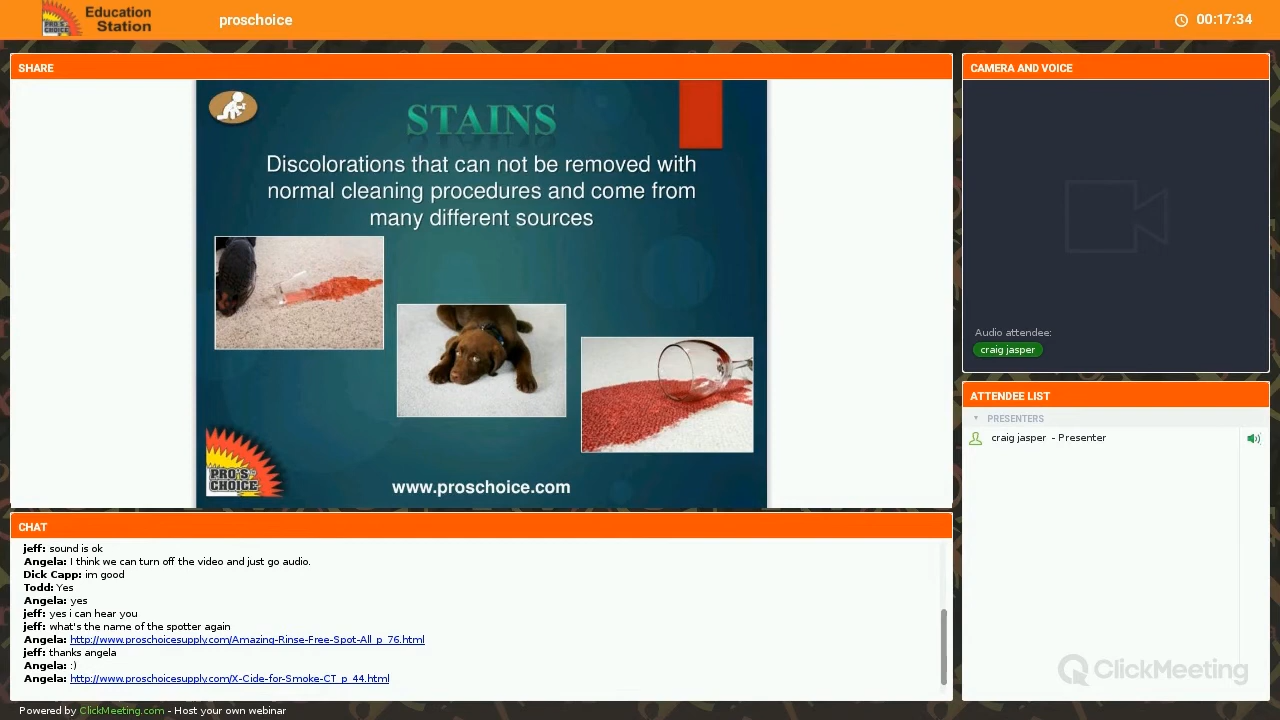 PRO'S CHOICE Education Station
proschoice
00:17:34
SHARE
STAINS
Discolorations that can not be removed with
normal cleaning procedures and come from
many different sources
PRO'S
CHOICE
www.proschoice.com
CAMERA AND VOICE
Audio attendee:
craig jasper
ATTENDEE LIST
PRESENTERS
craig jasper - Presenter
CHAT
jeff: sound is ok
Angela: I think we can turn off the video and just go audio.
Dick Capp: im good
Todd: Yes
Angela: yes
jeff: yes i can hear you
jeff: what's the name of the spotter again
Angela: http://www.proschoicesupply.com/Amazing-Rinse-Free-Spot-All_p_76.html
jeff: thanks angela
Angela: :)
Angela: http://www.proschoicesupply.com/X-Cide-for-Smoke-CT_p_44.html
ClickMeeting
Powered by ClickMeeting.com - Host your own webinar